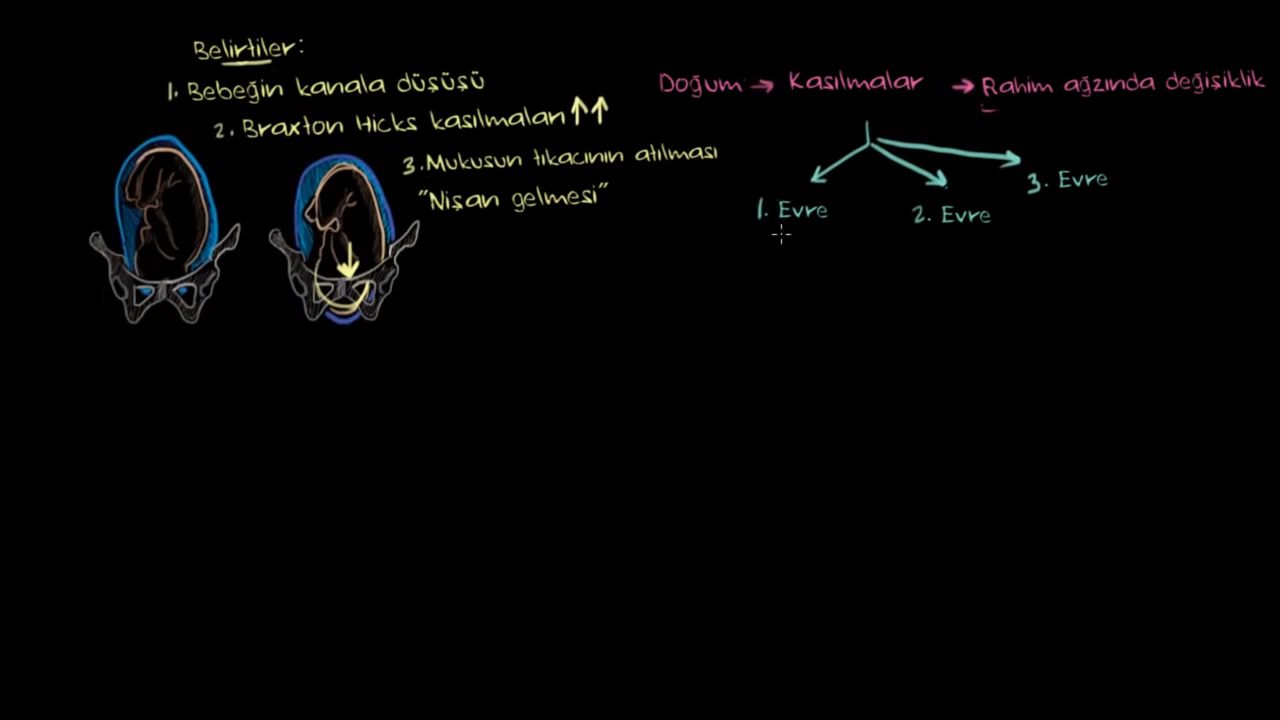 Belirtiler:
1. Bebeğin kanala düşüşü
2. Braxton Hicks kasılmaları ↑↑
3. Mukusun tıkacının atılması
"Nişan gelmesi"
Doğum → Kasılmalar → Rahim ağzında değişiklik
1. Evre
2. Evre
3. Evre